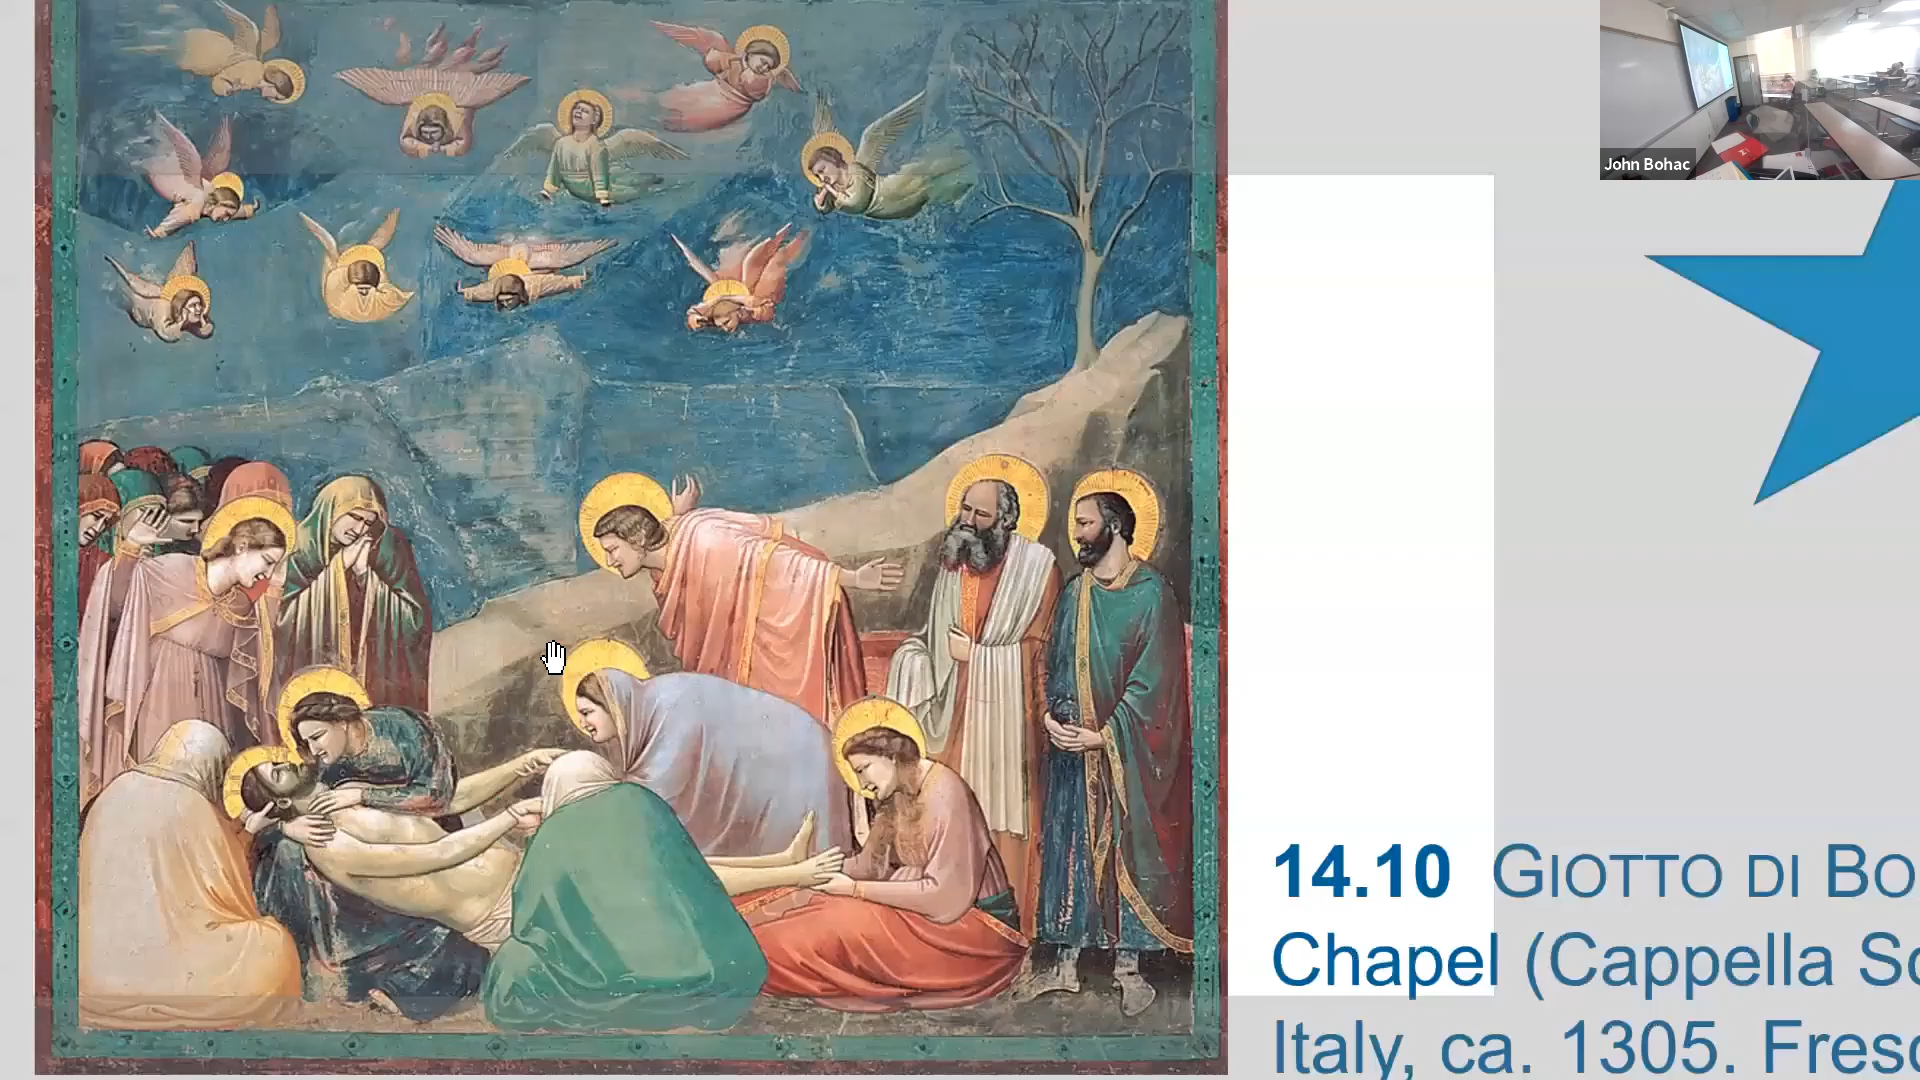 John Bohac
14.10 GIOTTO DI BO
Chapel (Cappella Sc
Italy, ca. 1305. Fresc